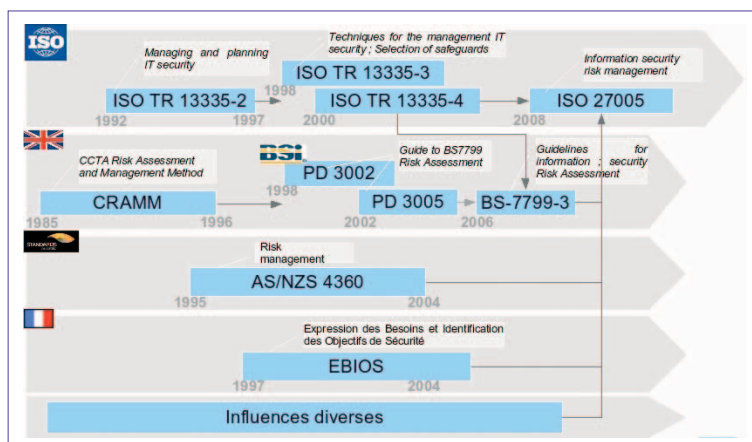 ISO
Managing and planning
IT security
Techniques for the management IT
security ; Selection of safeguards
Information security
risk management
1998
ISO TR 13335-3
ISO TR 13335-2
ISO TR 13335-4
ISO 27005
1992
1997
2000
2008
CCTA Risk Assessment
and Management Method
BSi
Guide to BS7799
Risk Assessment
Guidelines for
information ; security
Risk Assessment
PD 3002
1998
CRAMM
PD 3005
BS-7799-3
1985
1996
2002
2006
STANDARDS
Risk
management
AS/NZS 4360
1995
2004
Expression des Besoins et Identification
des Objectifs de Sécurité
EBIOS
1997
2004
Influences diverses